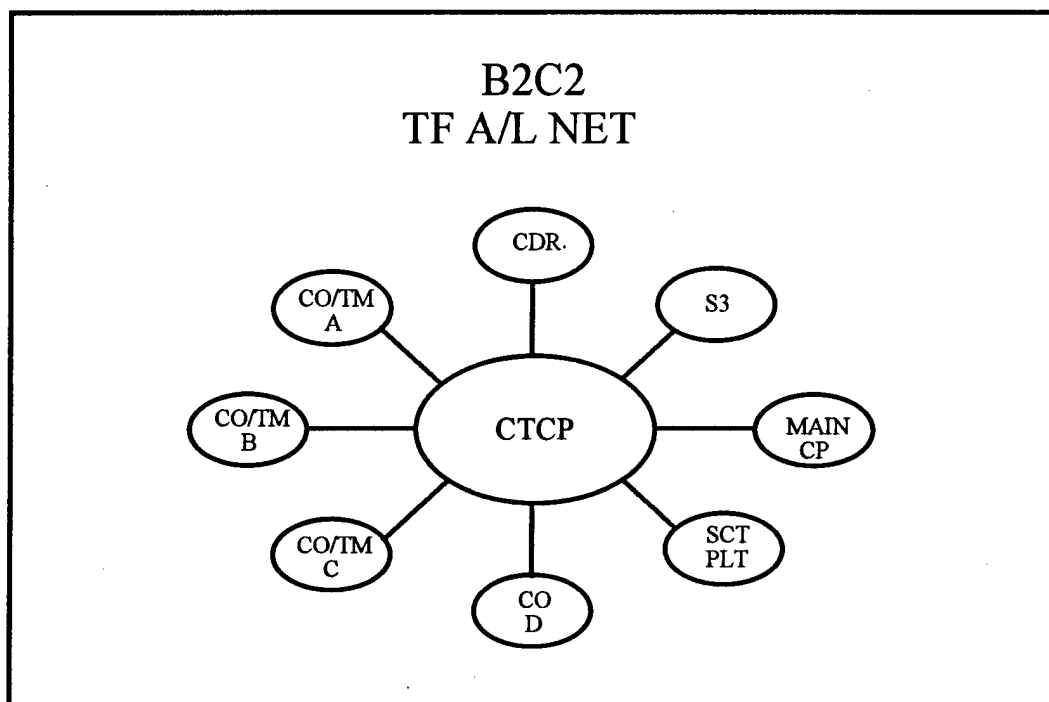 B2C2
TF A/L NET
CDR.
CO/TM
A
S3
CO/TM
B
CTCP
MAIN
CP
CO/TM
C
SCT
PLT
CO
D